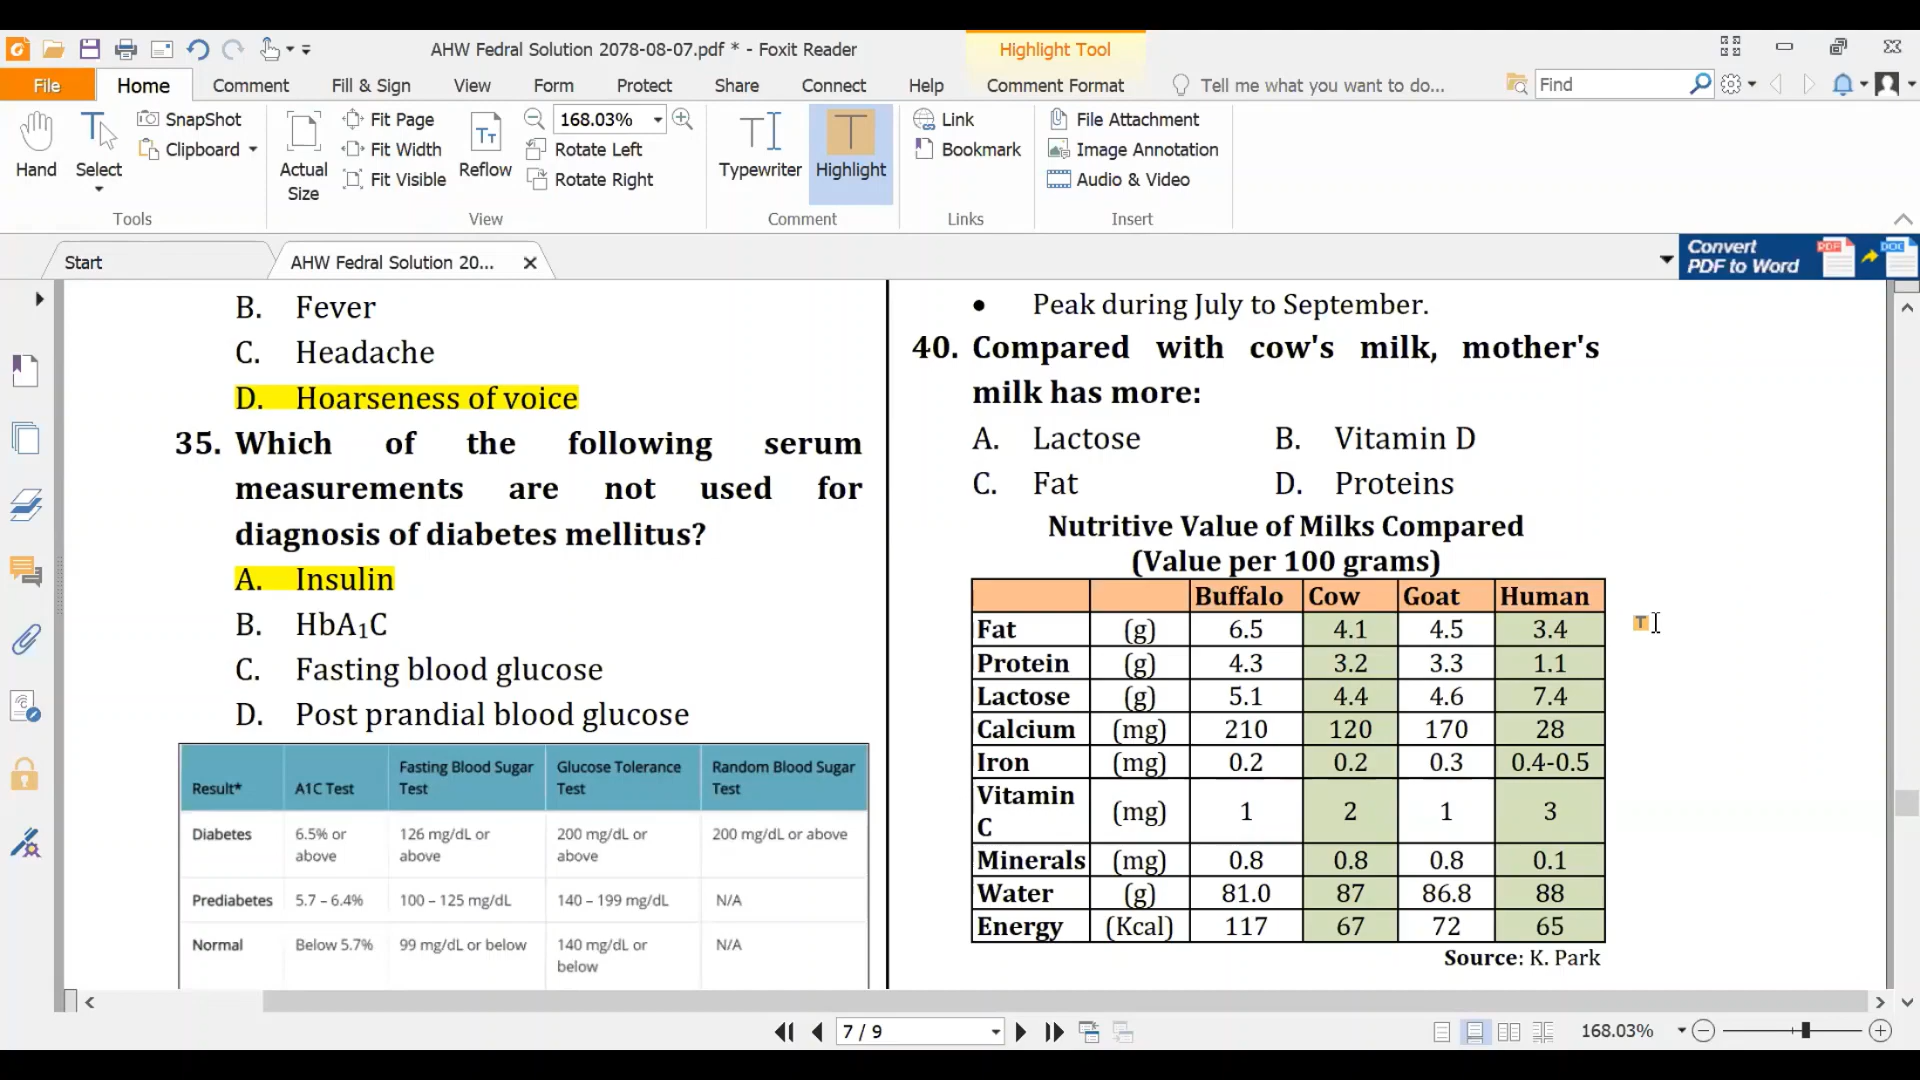 AHW Fedral Solution 2078-08-07.pdf * - Foxit Reader
Highlight Tool
File
Home
Comment
Fill & Sign
View
Form
Protect
Share
Connect
Help
Comment Format
Tell me what you want to do...
Find
Hand
Select
SnapShot
Clipboard
Tools
Actual
Size
Fit Page
Fit Width
Fit Visible
Reflow
168.03%
Rotate Left
Rotate Right
View
Typewriter
Highlight
Comment
Link
Bookmark
Links
File Attachment
Image Annotation
Audio & Video
Insert
Start
AHW Fedral Solution 20...
Convert
PDF to Word
PDF
DOC
B. Fever
C. Headache
D. Hoarseness of voice
35. Which of the following serum
measurements are not used for
diagnosis of diabetes mellitus?
A. Insulin
B. HbA₁C
C. Fasting blood glucose
D. Post prandial blood glucose
Result* A1C Test Fasting Blood Sugar Test Glucose Tolerance Test Random Blood Sugar Test
Diabetes 6.5% or above 126 mg/dL or above 200 mg/dL or above 200 mg/dL or above
Prediabetes 5.7 – 6.4% 100 – 125 mg/dL 140 – 199 mg/dL N/A
Normal Below 5.7% 99 mg/dL or below 140 mg/dL or below N/A
• Peak during July to September.
40. Compared with cow's milk, mother's
milk has more:
A. Lactose B. Vitamin D
C. Fat D. Proteins
Nutritive Value of Milks Compared
(Value per 100 grams)
Buffalo Cow Goat Human
Fat (g) 6.5 4.1 4.5 3.4
Protein (g) 4.3 3.2 3.3 1.1
Lactose (g) 5.1 4.4 4.6 7.4
Calcium (mg) 210 120 170 28
Iron (mg) 0.2 0.2 0.3 0.4-0.5
Vitamin C (mg) 1 2 1 3
Minerals (mg) 0.8 0.8 0.8 0.1
Water (g) 81.0 87 86.8 88
Energy (Kcal) 117 67 72 65
Source: K. Park
7 / 9
168.03%